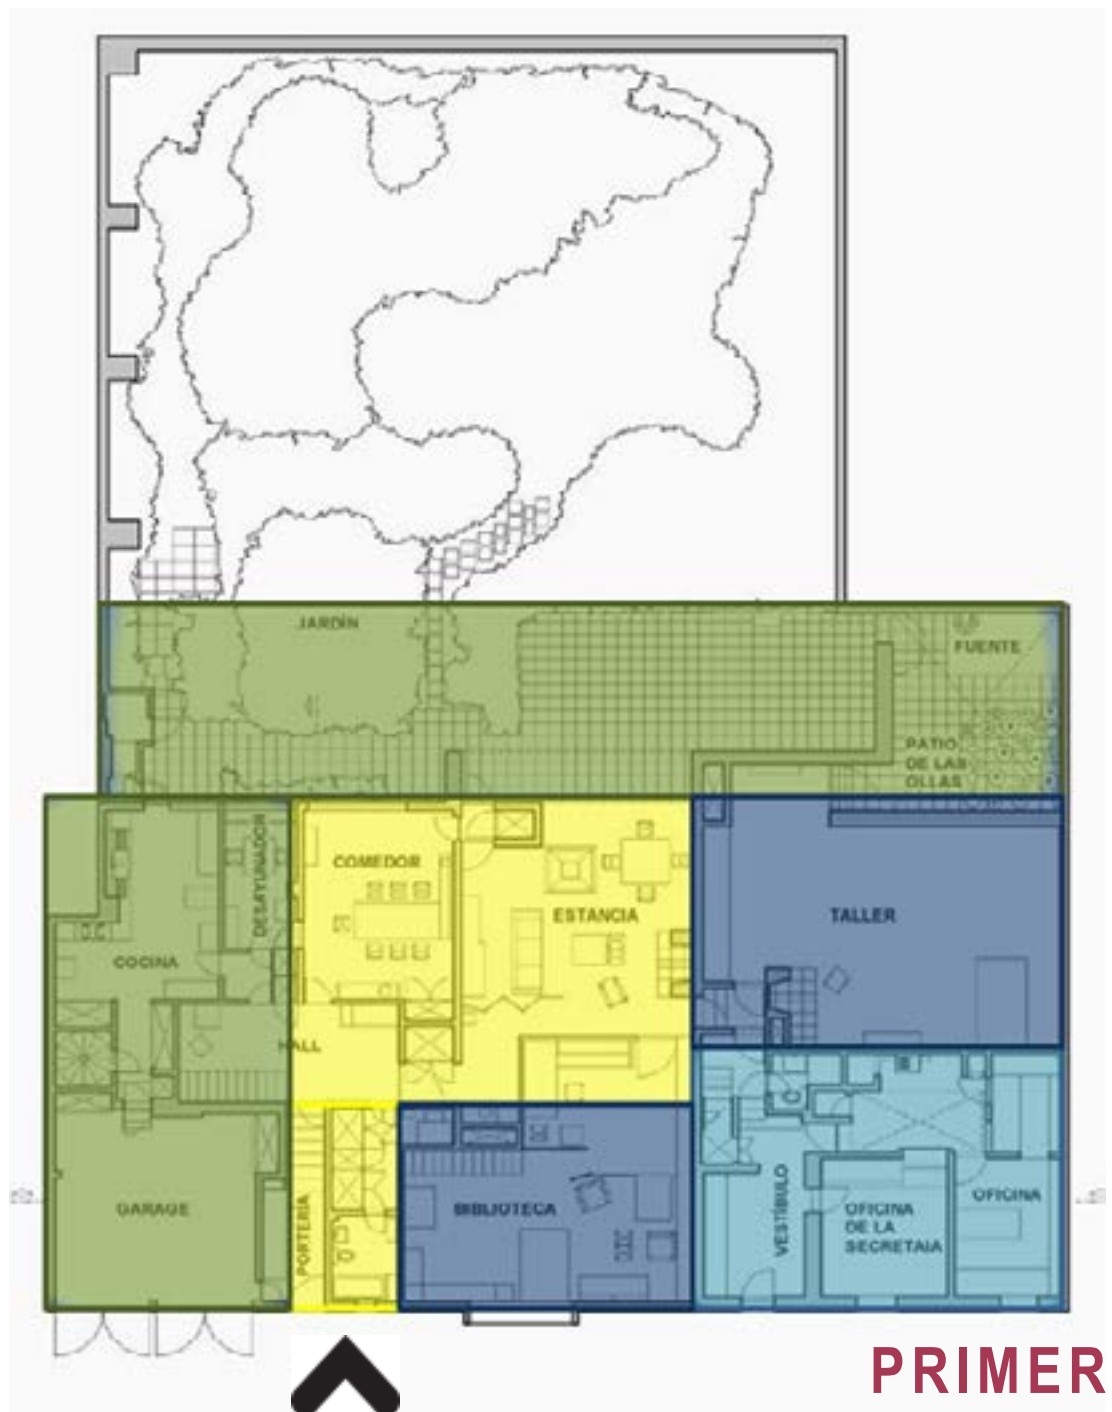 JARDÍN
FUENTE
PATIO
DE LAS
OLLAS
DESAYUNADOR
COMEDOR
ESTANCIA
TALLER
COCINA
HALL
GARAGE
PORTERÍA
BIBLIOTECA
VESTÍBULO
OFICINA
DE LA
SECRETAIA
OFICINA
PRIMER